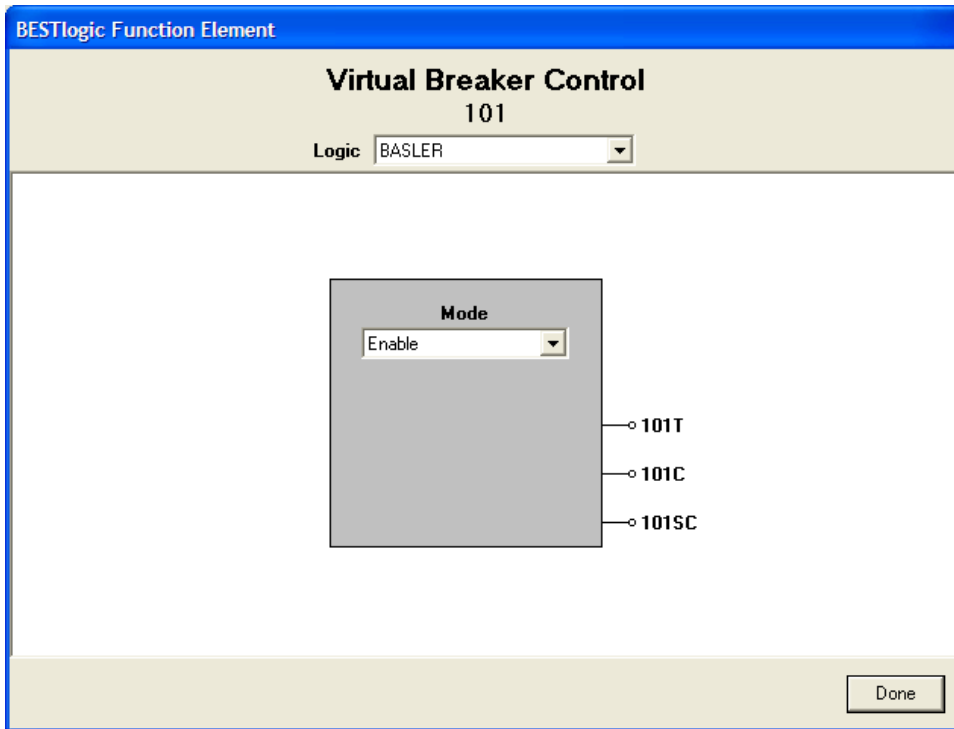 BESTlogic Function Element
Virtual Breaker Control
101
Logic BASLER
Mode
Enable
101T
101C
101SC
Done